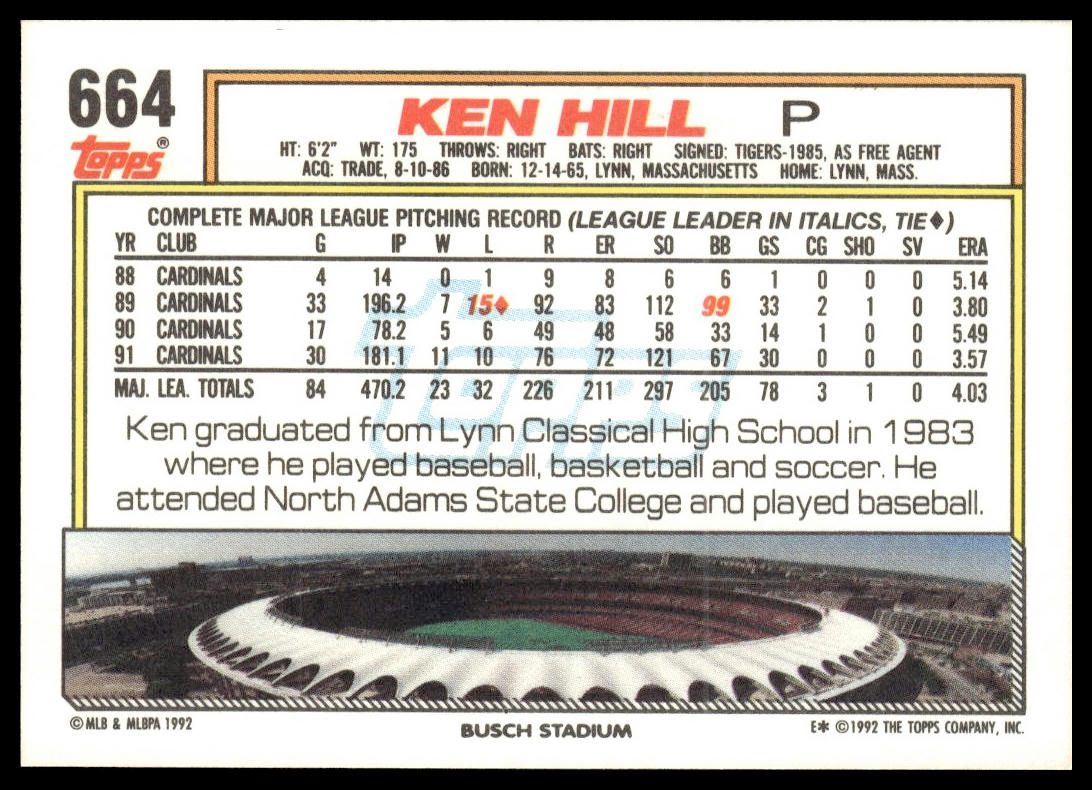 664
Topps®
KEN HILL P
HT: 6'2" WT: 175 THROWS: RIGHT BATS: RIGHT SIGNED: TIGERS-1985, AS FREE AGENT
ACQ: TRADE, 8-10-86 BORN: 12-14-65, LYNN, MASSACHUSETTS HOME: LYNN, MASS.
COMPLETE MAJOR LEAGUE PITCHING RECORD (LEAGUE LEADER IN ITALICS, TIE♦)
YR CLUB G IP W L R ER SO BB GS CG SHO SV ERA
88 CARDINALS 4 14 0 1 9 8 6 6 1 0 0 0 5.14
89 CARDINALS 33 196.2 7 15♦ 92 83 112 99 33 2 1 0 3.80
90 CARDINALS 17 78.2 5 6 49 48 58 33 14 1 0 0 5.49
91 CARDINALS 30 181.1 11 10 76 72 121 67 30 0 0 0 3.57
MAJ. LEA. TOTALS 84 470.2 23 32 226 211 297 205 78 3 1 0 4.03
Topps
Ken graduated from Lynn Classical High School in 1983
where he played baseball, basketball and soccer. He
attended North Adams State College and played baseball.
© MLB & MLBPA 1992
BUSCH STADIUM
E* © 1992 THE TOPPS COMPANY, INC.